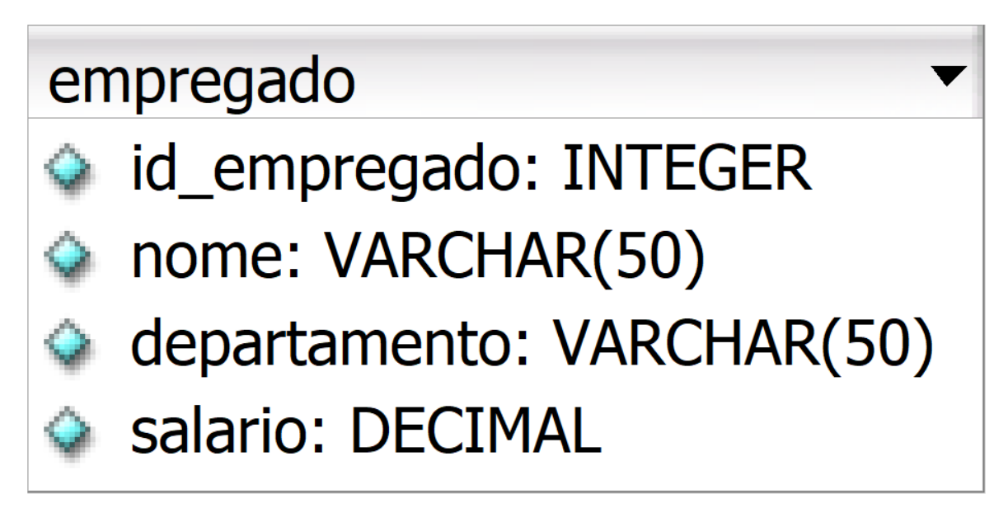 empregado
id_empregado: INTEGER
nome: VARCHAR(50)
departamento: VARCHAR(50)
salario: DECIMAL